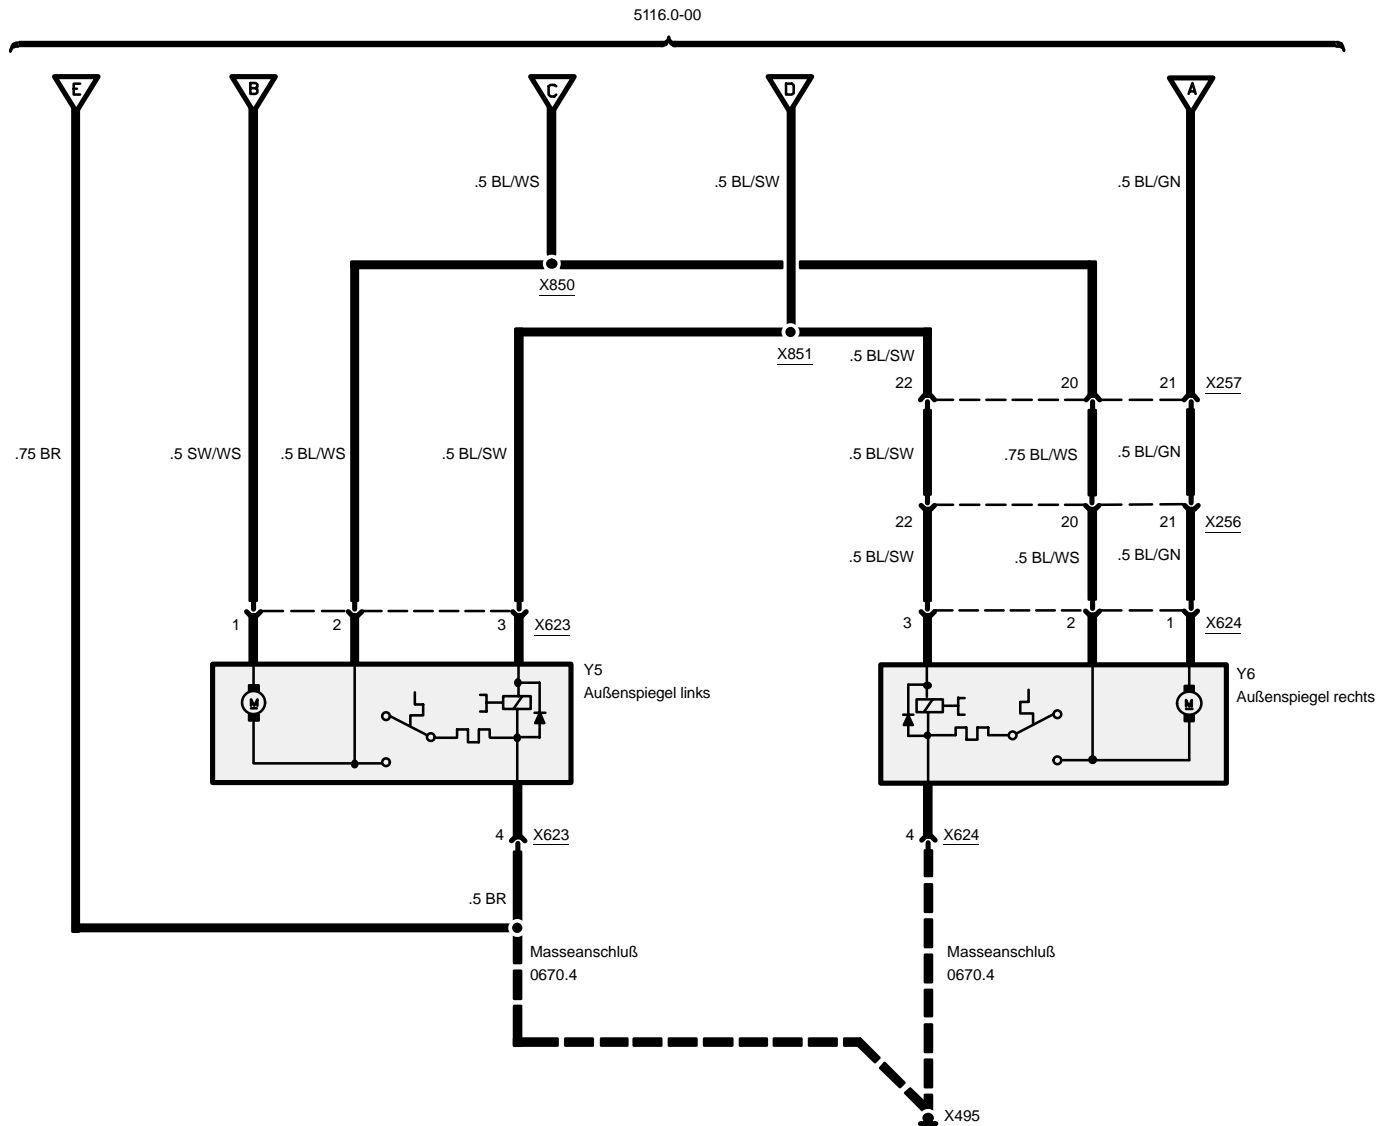 5116.0-00
E
B
C
D
A
.5 BL/WS
.5 BL/SW
.5 BL/GN
X850
X851
.5 BL/SW
22
20
21
X257
.75 BR
.5 SW/WS
.5 BL/WS
.5 BL/SW
.5 BL/SW
.75 BL/WS
.5 BL/GN
22
20
21
X256
.5 BL/SW
.5 BL/WS
.5 BL/GN
1
2
3
X623
3
2
1
X624
Y5
Außenspiegel links
Y6
Außenspiegel rechts
M
M
4
X623
4
X624
.5 BR
Masseanschluß
0670.4
Masseanschluß
0670.4
X495